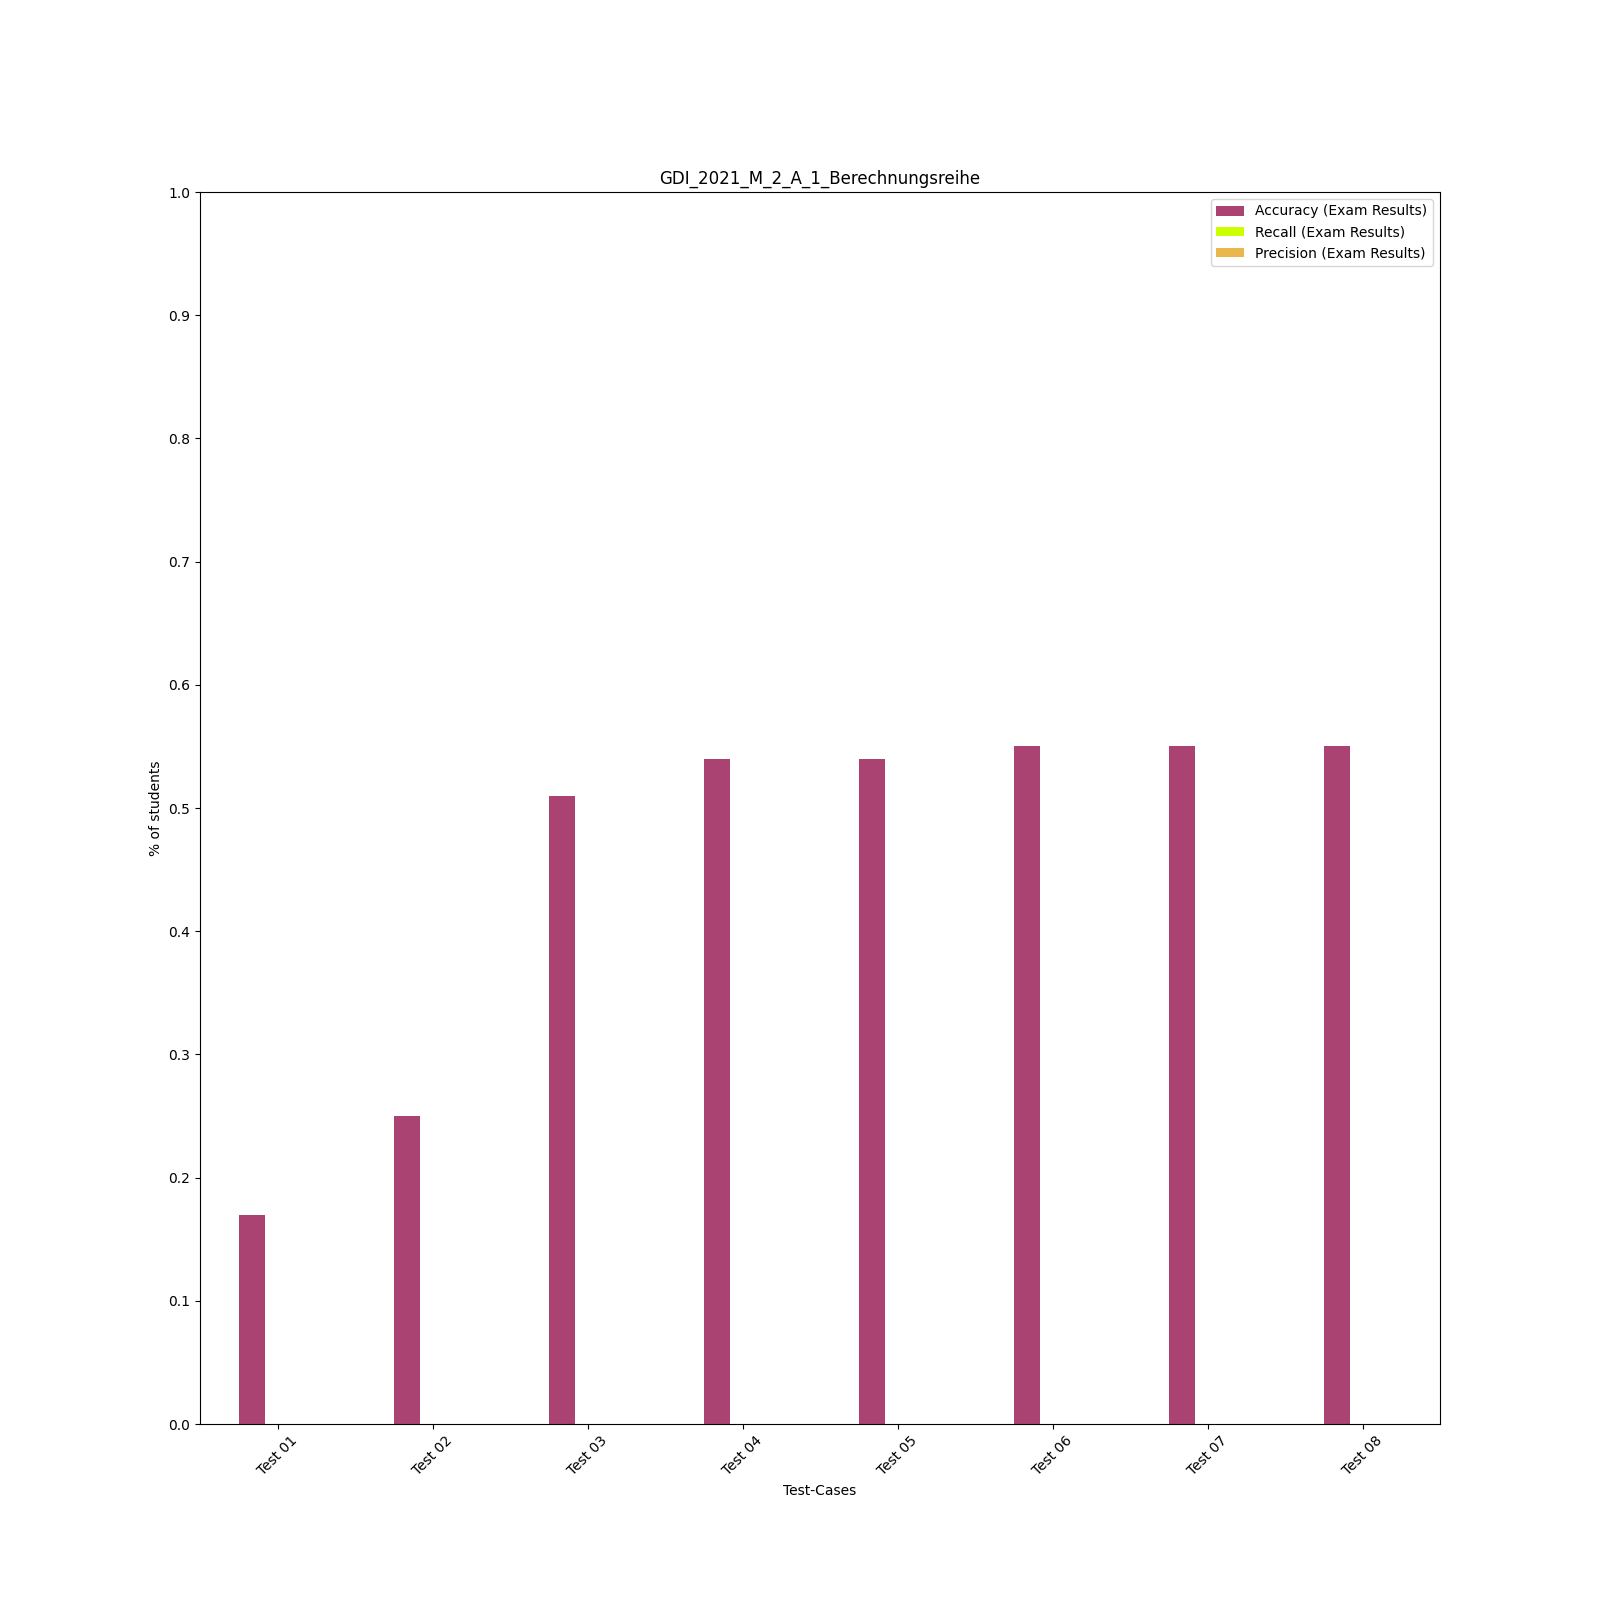 GDI_2021_M_2_A_1_Berechnungsreihe
Accuracy (Exam Results)
Recall (Exam Results)
Precision (Exam Results)
1.0
0.9
0.8
0.7
0.6
0.5
0.4
0.3
0.2
0.1
0.0
% of students
Test 01
Test 02
Test 03
Test 04
Test 05
Test 06
Test 07
Test 08
Test-Cases